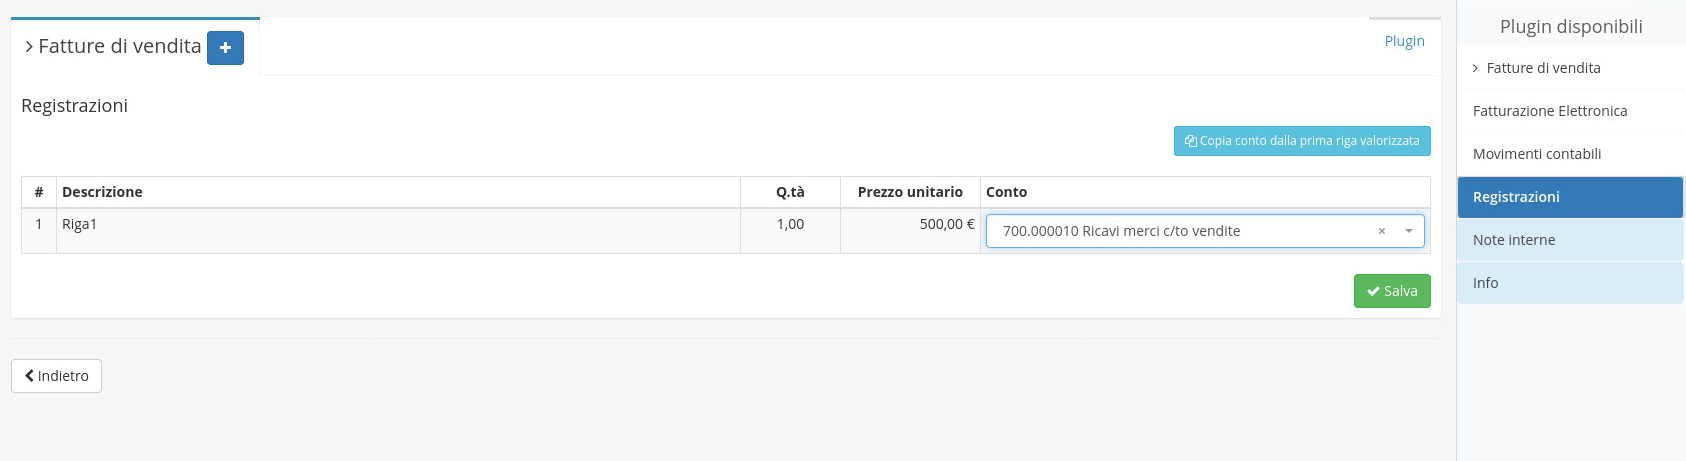 Fatture di vendita
Plugin
Registrazioni
Copia conto dalla prima riga valorizzata
# Descrizione Q.tà Prezzo unitario Conto
1 Riga1 1,00 500,00 € 700.000010 Ricavi merci c/to vendite ×
Salva
Indietro
Plugin disponibili
Fatture di vendita
Fatturazione Elettronica
Movimenti contabili
Registrazioni
Note interne
Info